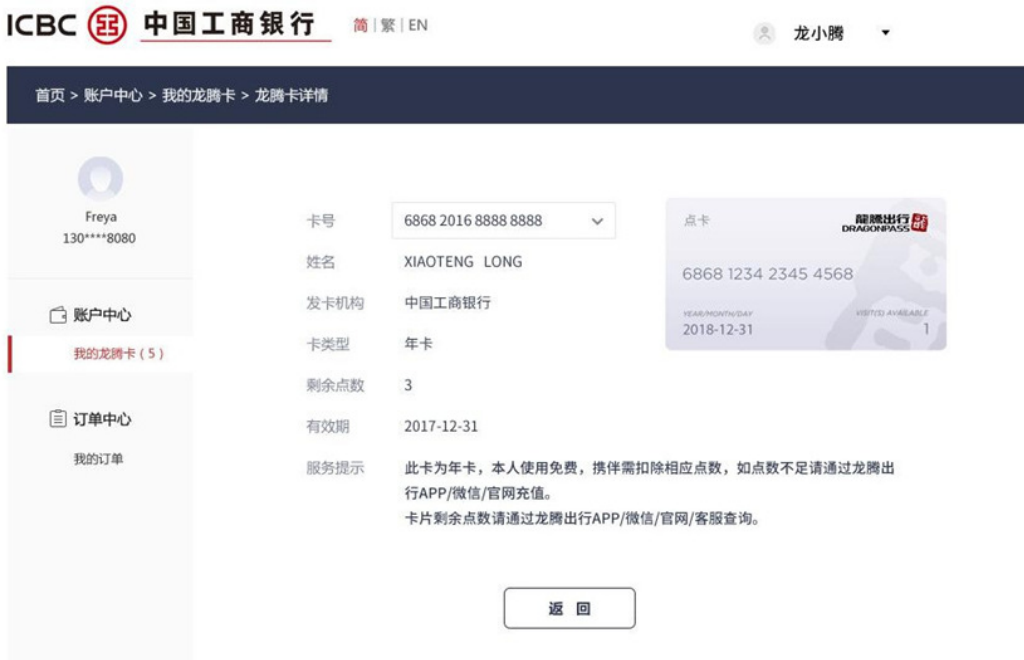 ICBC 中国工商银行 简 | 繁 | EN 龙小腾
首页 > 账户中心 > 我的龙腾卡 > 龙腾卡详情
Freya
130****8080
账户中心
我的龙腾卡 ( 5 )
订单中心
我的订单
卡号 6868 2016 8888 8888
姓名 XIAOTENG LONG
发卡机构 中国工商银行
卡类型 年卡
剩余点数 3
有效期 2017-12-31
服务提示 此卡为年卡，本人使用免费，携伴需扣除相应点数，如点数不足请通过龙腾出
行APP/微信/官网充值。
卡片剩余点数请通过龙腾出行APP/微信/官网/客服查询。
点卡 龍騰出行
DRAGONPASS
6868 1234 2345 4568
YEAR/MONTH/DAY VISIT(S) AVAILABLE
2018-12-31 1
返 回